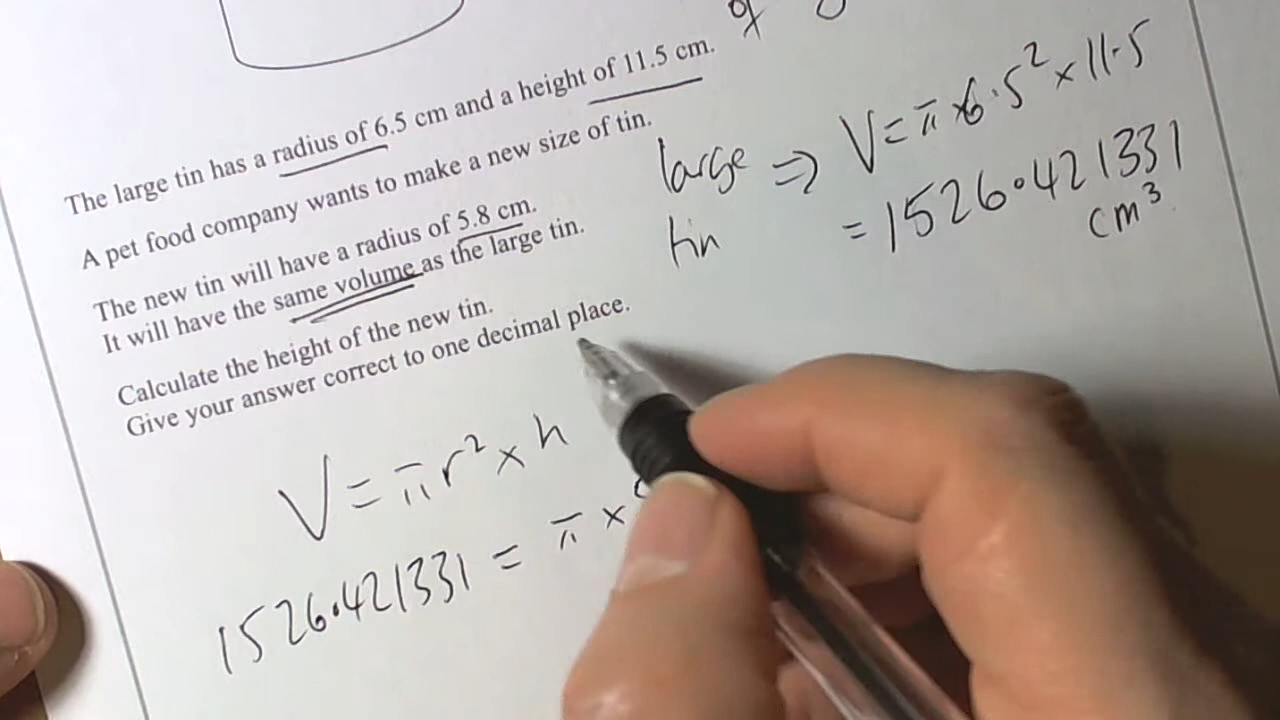 of
The large tin has a radius of 6.5 cm and a height of 11.5 cm.
A pet food company wants to make a new size of tin.
The new tin will have a radius of 5.8 cm.
It will have the same volume as the large tin.
Calculate the height of the new tin.
Give your answer correct to one decimal place.
large ⇒ V = π × 6.5² × 11.5
tin = 1526.421331
cm³
V = πr² × h
1526.421331 = π ×